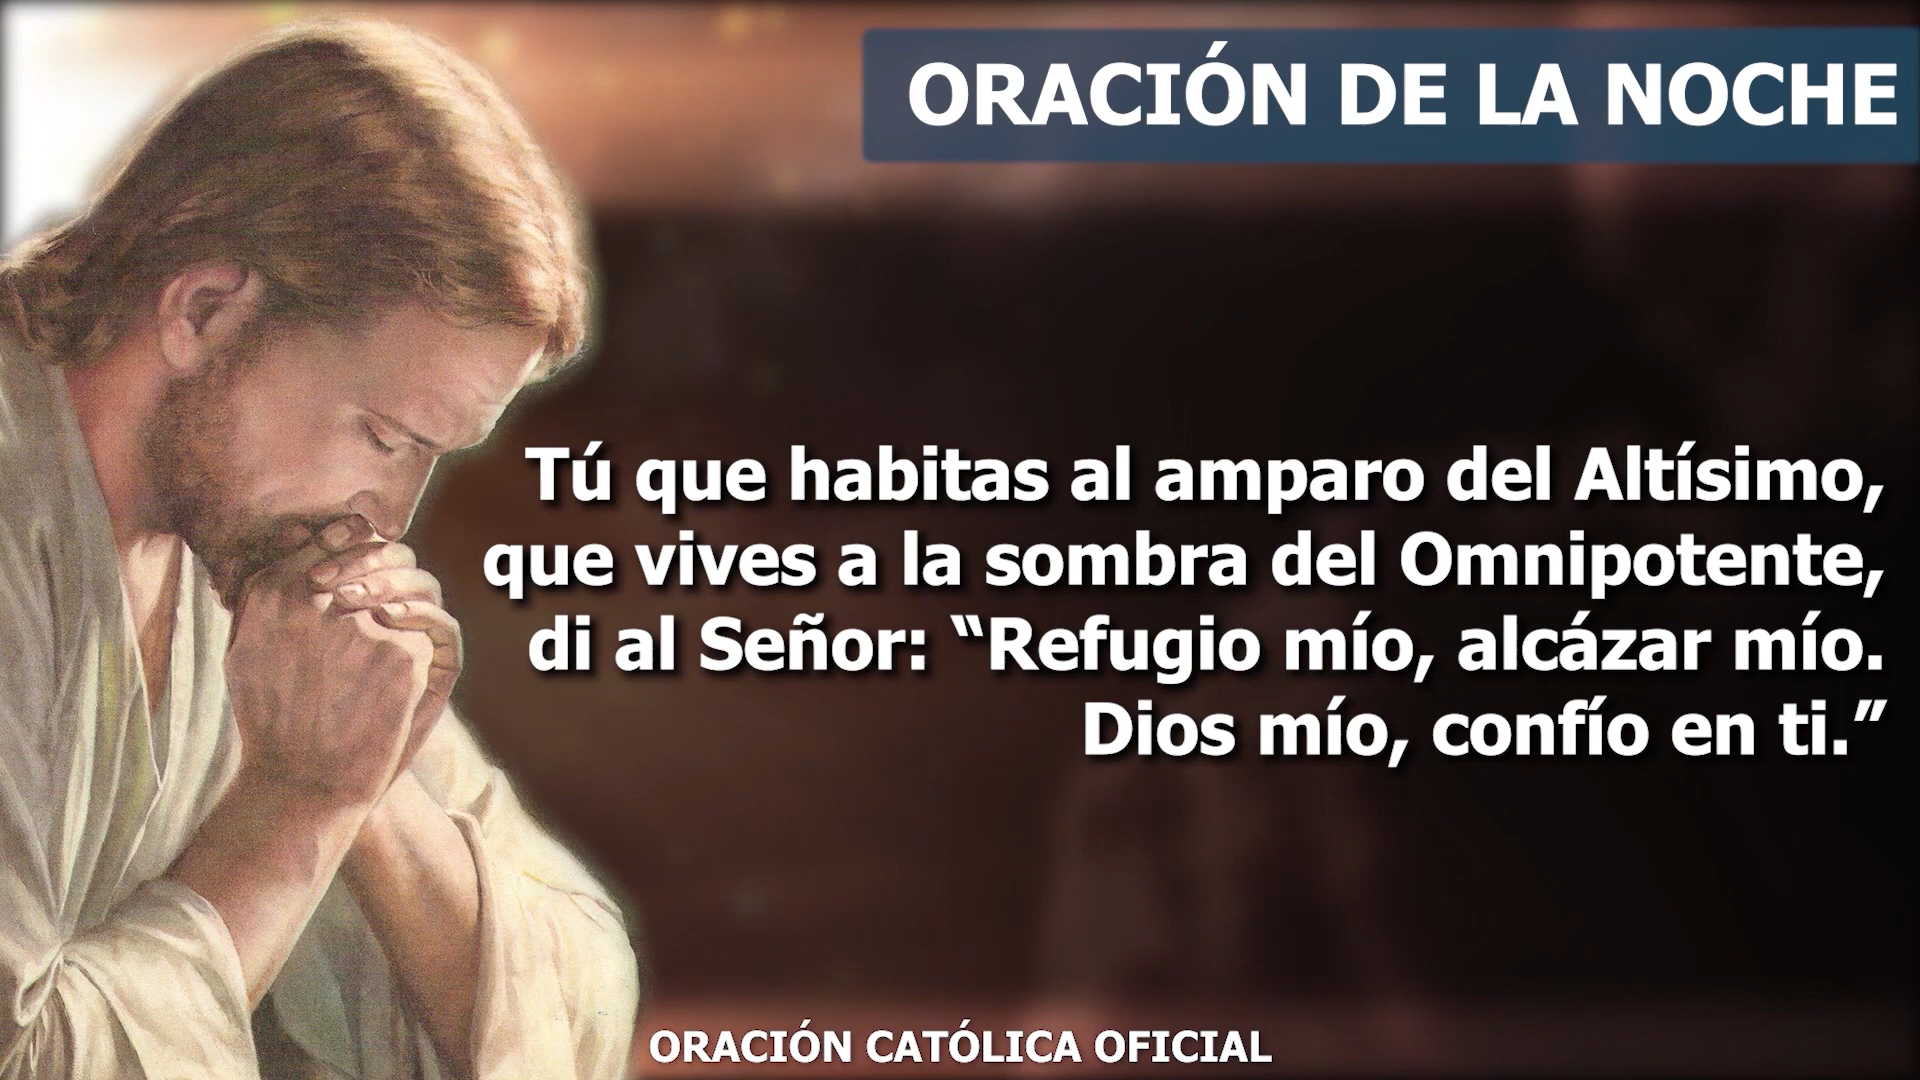 ORACIÓN DE LA NOCHE
Tú que habitas al amparo del Altísimo,
que vives a la sombra del Omnipotente,
di al Señor: “Refugio mío, alcázar mío.
Dios mío, confío en ti.”
ORACIÓN CATÓLICA OFICIAL